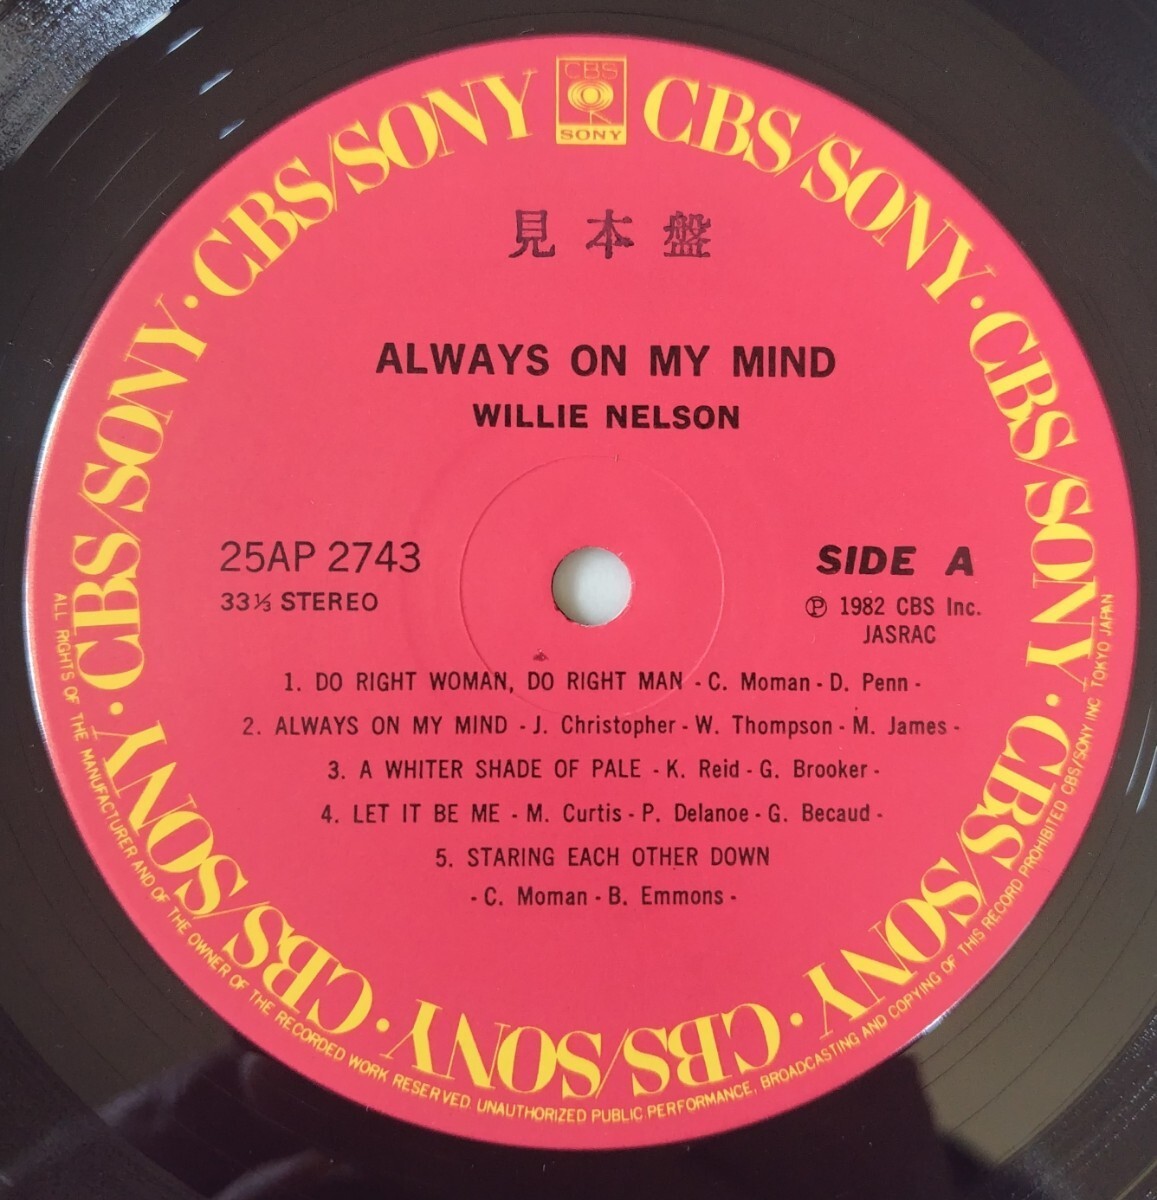 CBS
SONY
CBS/SONY · CBS/SONY · CBS/SONY · CBS/SONY · CBS/SONY · CBS/SONY · CBS/SONY · CBS/SONY
見本盤
ALWAYS ON MY MIND
WILLIE NELSON
25AP 2743
33⅓ STEREO
SIDE A
℗ 1982 CBS Inc.
JASRAC
1. DO RIGHT WOMAN, DO RIGHT MAN - C. Moman - D. Penn -
2. ALWAYS ON MY MIND - J. Christopher - W. Thompson - M. James -
3. A WHITER SHADE OF PALE - K. Reid - G. Brooker -
4. LET IT BE ME - M. Curtis - P. Delanoe - G. Becaud -
5. STARING EACH OTHER DOWN
- C. Moman - B. Emmons -
ALL RIGHTS OF THE MANUFACTURER AND OF THE OWNER OF THE RECORDED WORK RESERVED. UNAUTHORIZED PUBLIC PERFORMANCE, BROADCASTING AND COPYING OF THIS RECORD PROHIBITED CBS/SONY INC TOKYO JAPAN